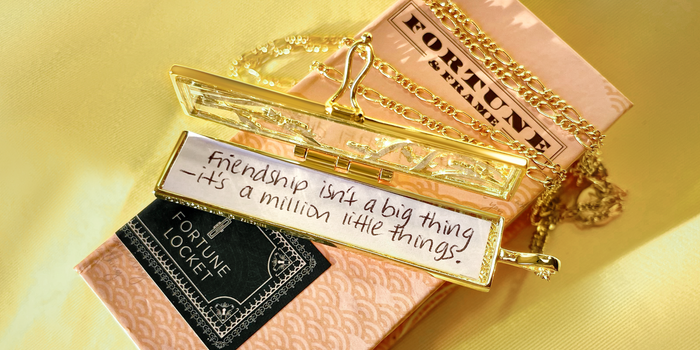 FORTUNE
& FRAME
Friendship isn't a big thing
—it's a million little things.
FORTUNE
LOCKET